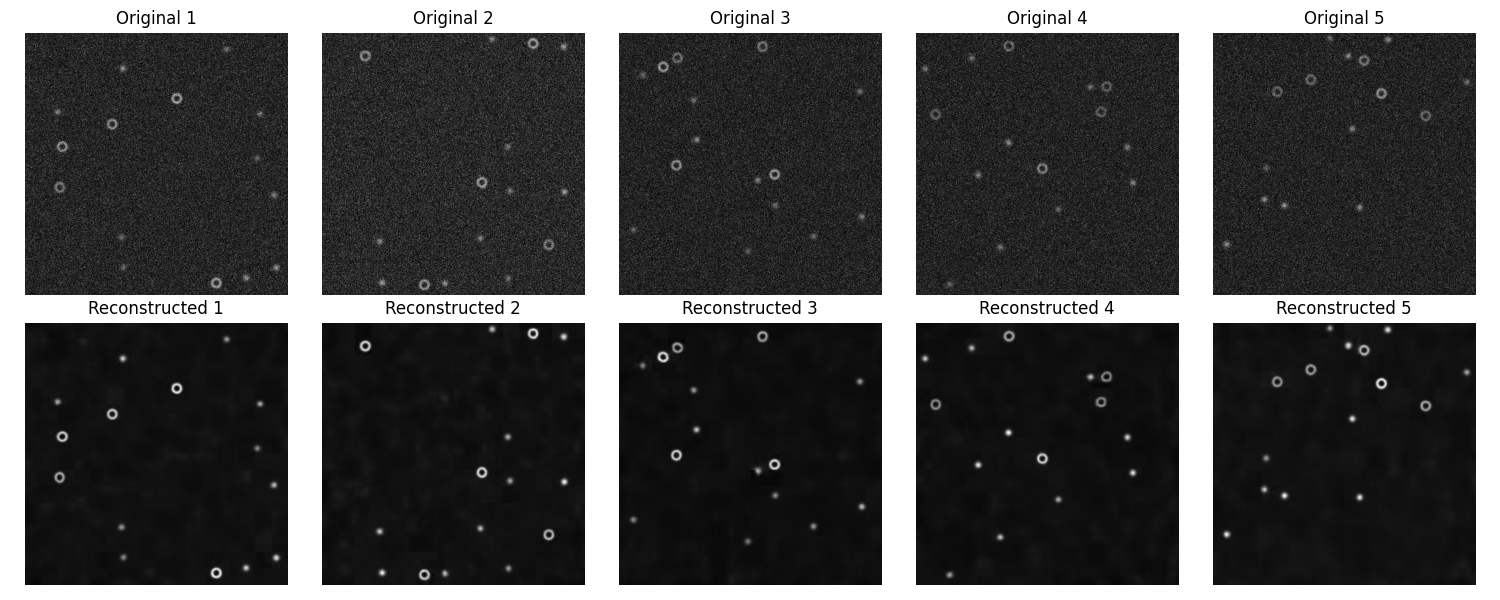 Original 1
Original 2
Original 3
Original 4
Original 5
Reconstructed 1
Reconstructed 2
Reconstructed 3
Reconstructed 4
Reconstructed 5